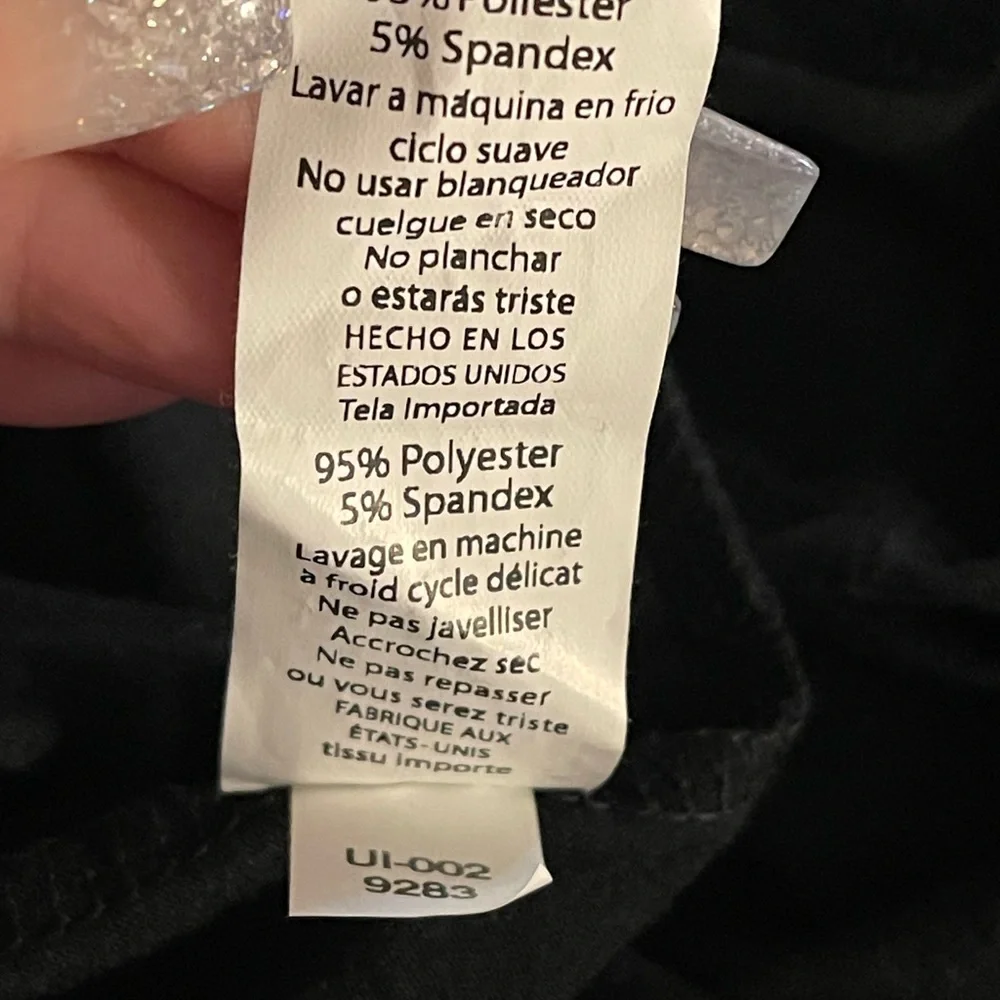 5% Spandex
Lavar a máquina en frio
ciclo suave
No usar blanqueador
cuelgue en seco
No planchar
o estarás triste
HECHO EN LOS
ESTADOS UNIDOS
Tela Importada
95% Polyester
5% Spandex
Lavage en machine
à froid cycle délicat
Ne pas javelliser
Accrochez sec
Ne pas repasser
ou vous serez triste
FABRIQUE AUX
ÉTATS-UNIS
tissu importe
UI-002
9283